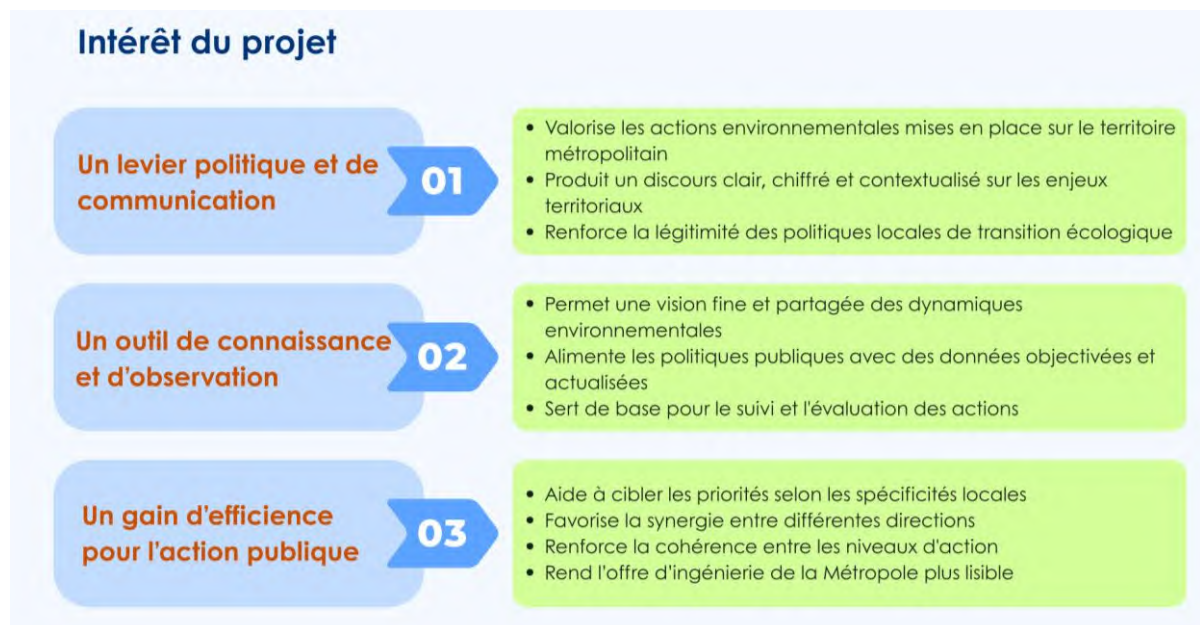 Intérêt du projet
Un levier politique et de
communication
01
• Valorise les actions environnementales mises en place sur le territoire
métropolitain
• Produit un discours clair, chiffré et contextualisé sur les enjeux
territoriaux
• Renforce la légitimité des politiques locales de transition écologique
Un outil de connaissance
et d'observation
02
• Permet une vision fine et partagée des dynamiques
environnementales
• Alimente les politiques publiques avec des données objectivées et
actualisées
• Sert de base pour le suivi et l'évaluation des actions
Un gain d'efficience
pour l'action publique
03
• Aide à cibler les priorités selon les spécificités locales
• Favorise la synergie entre différentes directions
• Renforce la cohérence entre les niveaux d'action
• Rend l'offre d'ingénierie de la Métropole plus lisible